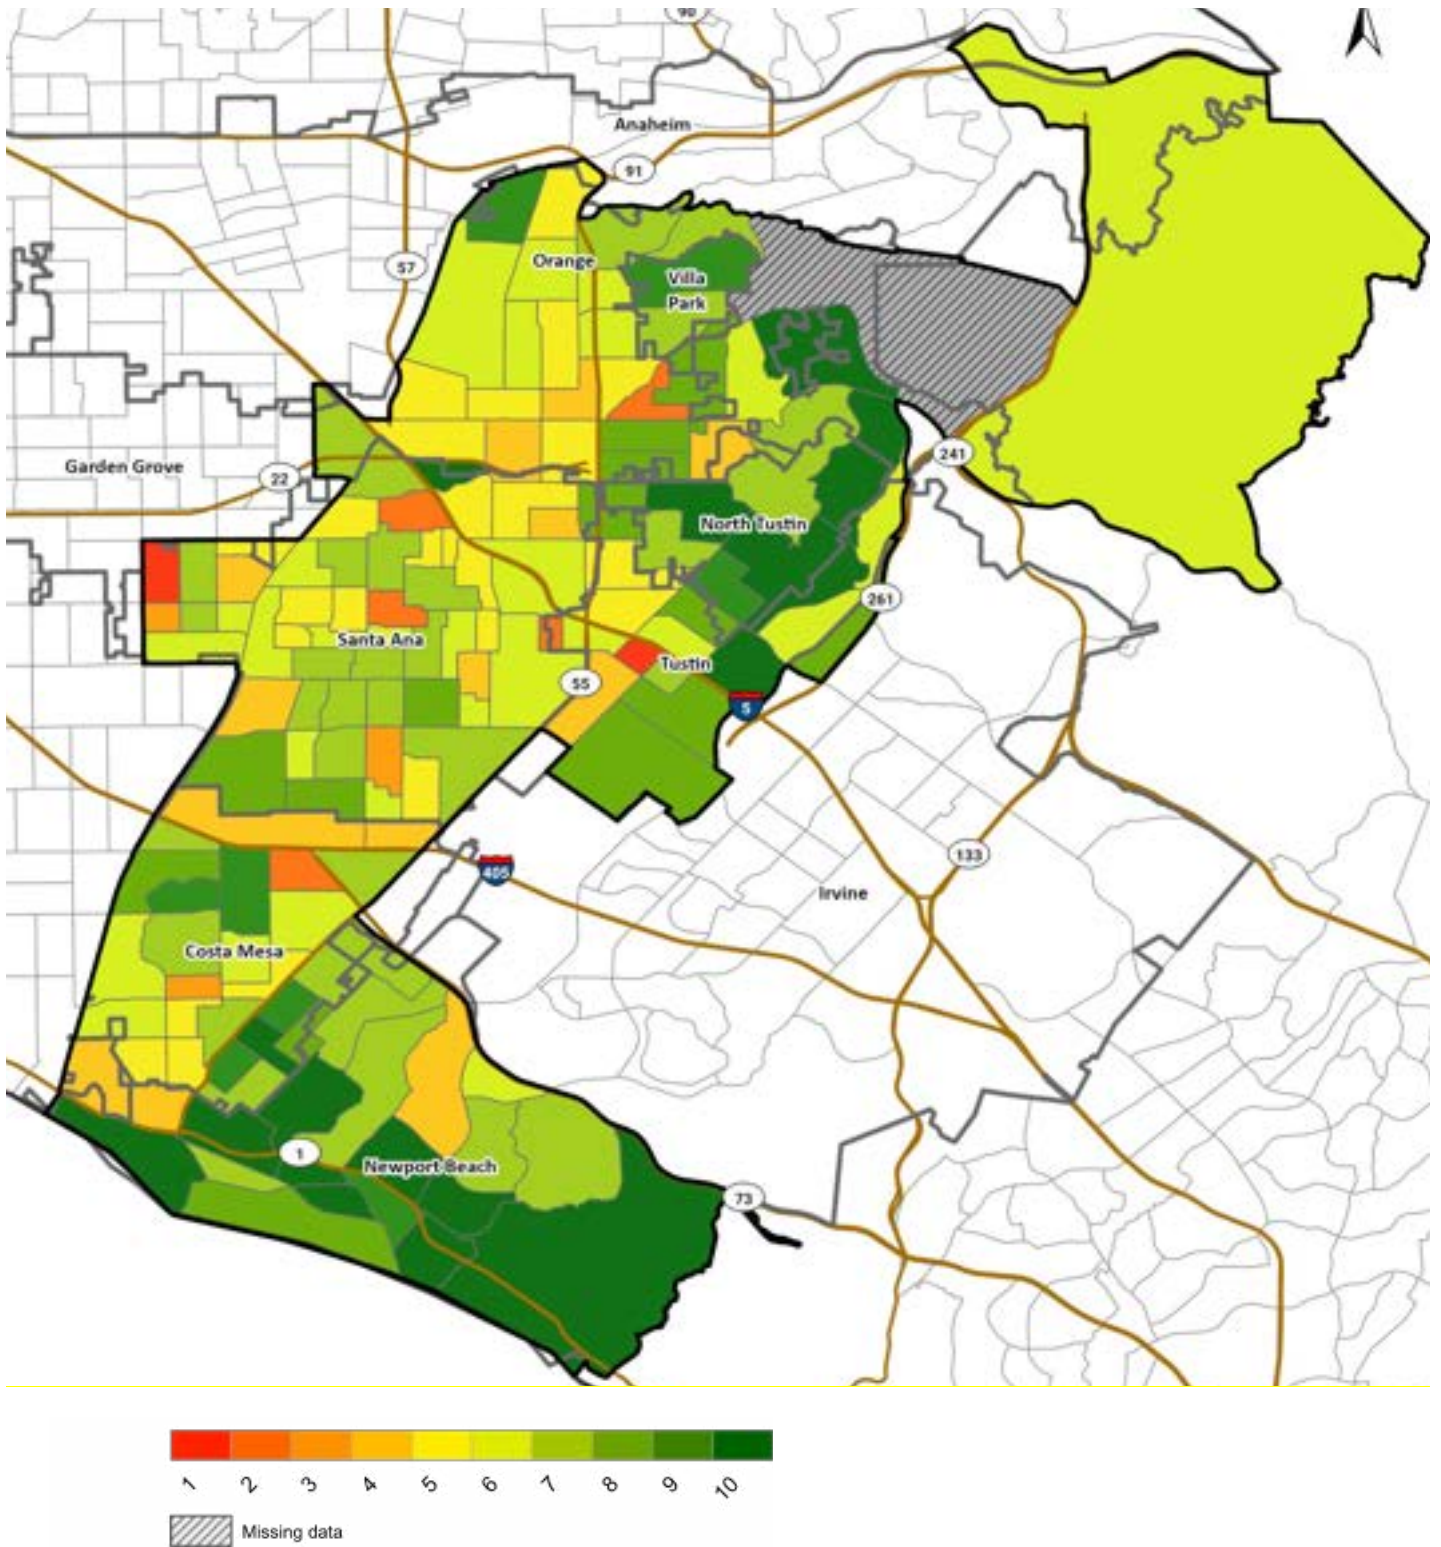 90
Anaheim
91
57
Orange
Villa
Park
Garden Grove
22
241
North Tustin
261
Santa Ana
Tustin
55
5
133
405
Irvine
Costa Mesa
1
Newport Beach
73
1
2
3
4
5
6
7
8
9
10
Missing data